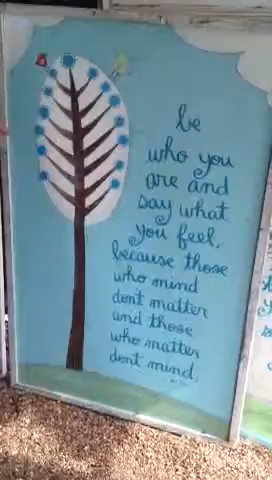 be
who you
are and
say what
you feel,
because those
who mind
don't matter
and those
who matter
don't mind.